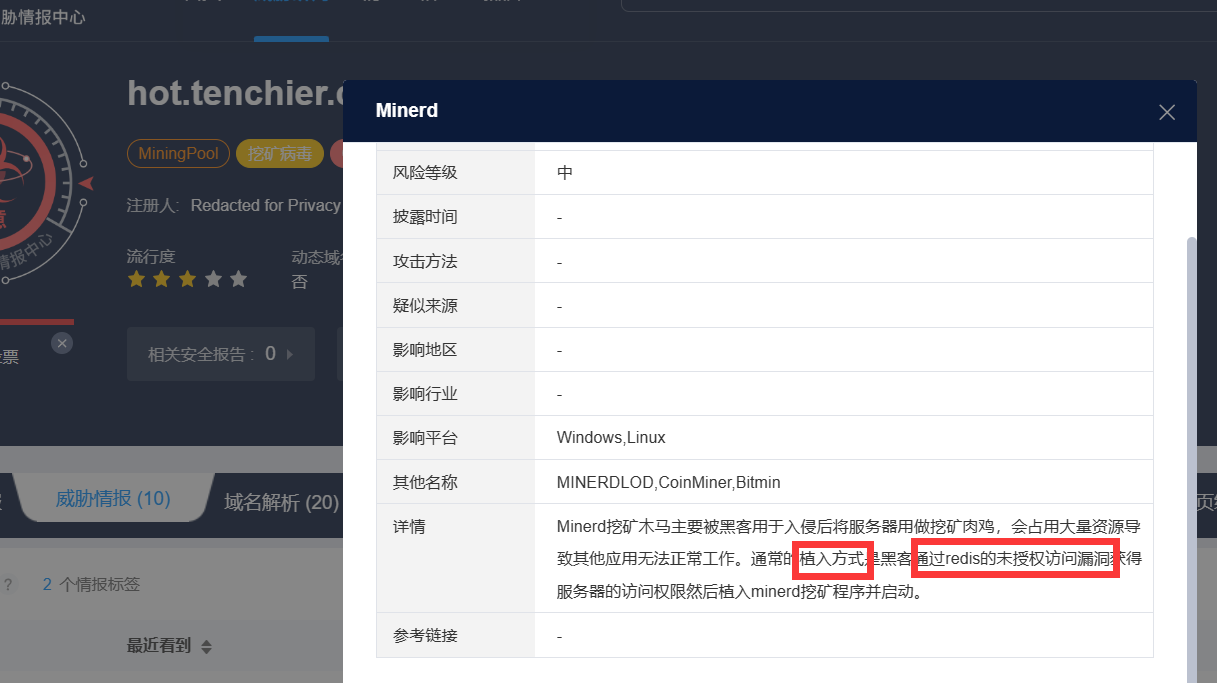 胁情报中心
hot.tenchier.
Minerd
MiningPool
挖矿病毒
注册人: Redacted for Privacy
流行度
动态域
否
情报中心
票
相关安全报告: 0
威胁情报 (10)
域名解析 (20)
?
2 个情报标签
最近看到
风险等级 中
披露时间 -
攻击方法 -
疑似来源 -
影响地区 -
影响行业 -
影响平台 Windows,Linux
其他名称 MINERDLOD,CoinMiner,Bitmin
详情 Minerd挖矿木马主要被黑客用于入侵后将服务器用做挖矿肉鸡，会占用大量资源导
致其他应用无法正常工作。通常的植入方式是黑客通过redis的未授权访问漏洞获得
服务器的访问权限然后植入minerd挖矿程序并启动。
参考链接 -